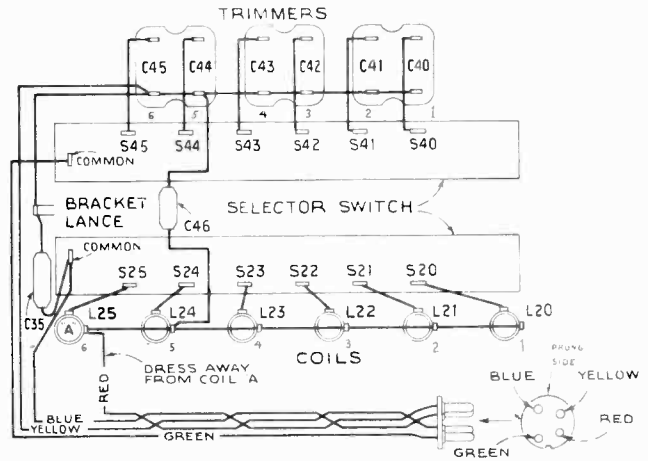 TRIMMERS
C45 C44 C43 C42 C41 C40
6 5 4 3 2 1
S45 S44 S43 S42 S41 S40
COMMON
BRACKET
LANCE
C46
SELECTOR SWITCH
COMMON
S25 S24 S23 S22 S21 S20
C35
L25 L24 L23 L22 L21 L20
"A"
6 5 4 3 2 1
COILS
DRESS AWAY
FROM COIL A
RED
PRONG
SIDE
BLUE
YELLOW
RED
GREEN
BLUE
YELLOW
GREEN